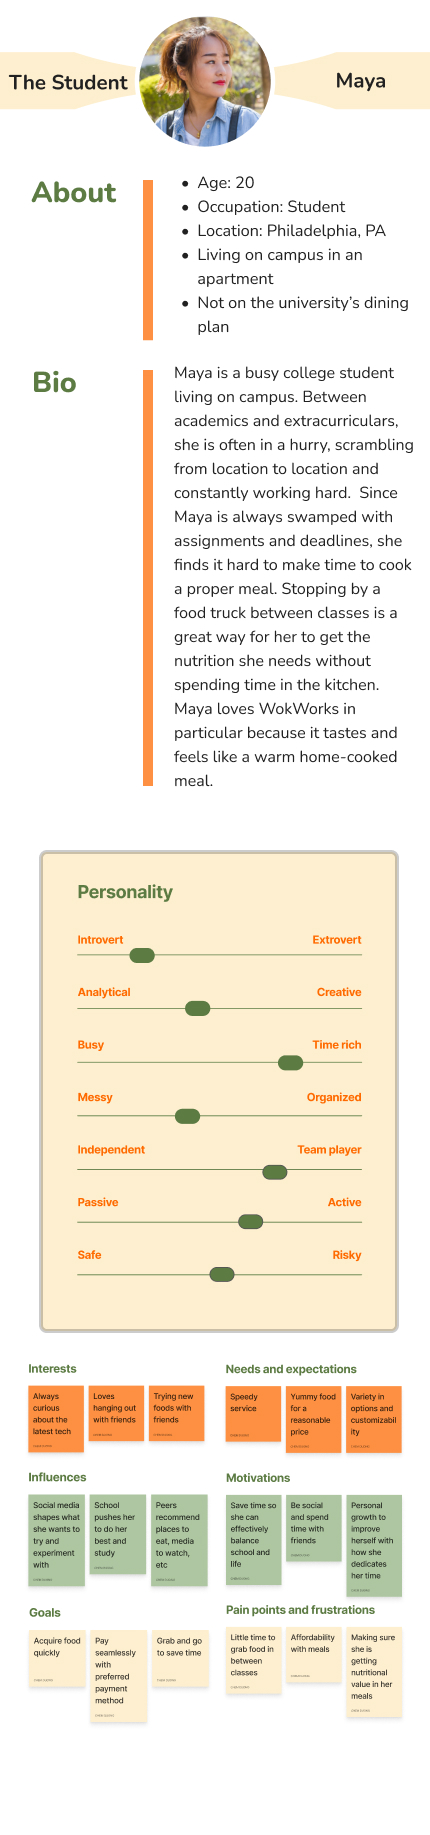 The Student
Maya
About
• Age: 20
• Occupation: Student
• Location: Philadelphia, PA
• Living on campus in an
apartment
• Not on the university's dining
plan
Bio
Maya is a busy college student
living on campus. Between
academics and extracurriculars,
she is often in a hurry, scrambling
from location to location and
constantly working hard.  Since
Maya is always swamped with
assignments and deadlines, she
finds it hard to make time to cook
a proper meal. Stopping by a
food truck between classes is a
great way for her to get the
nutrition she needs without
spending time in the kitchen.
Maya loves WokWorks in
particular because it tastes and
feels like a warm home-cooked
meal.
Personality
Introvert Extrovert
Analytical Creative
Busy Time rich
Messy Organized
Independent Team player
Passive Active
Safe Risky
Interests
Always
curious
about the
latest tech
Loves
hanging out
with friends
Trying new
foods with
friends
Needs and expectations
Speedy
service
Yummy food
for a
reasonable
price
Variety in
options and
customizabil
ity
Influences
Social media
shapes what
she wants to
try and
experiment
with
School
pushes her
to do her
best and
study
Peers
recommend
places to
eat, media
to watch,
etc
Motivations
Save time so
she can
effectively
balance
school and
life
Be social
and spend
time with
friends
Personal
growth to
improve
herself with
how she
dedicates
her time
Goals
Acquire food
quickly
Pay
seamlessly
with
preferred
payment
method
Grab and go
to save time
Pain points and frustrations
Little time to
grab food in
between
classes
Affordability
with meals
Making sure
she is
getting
nutritional
value in her
meals